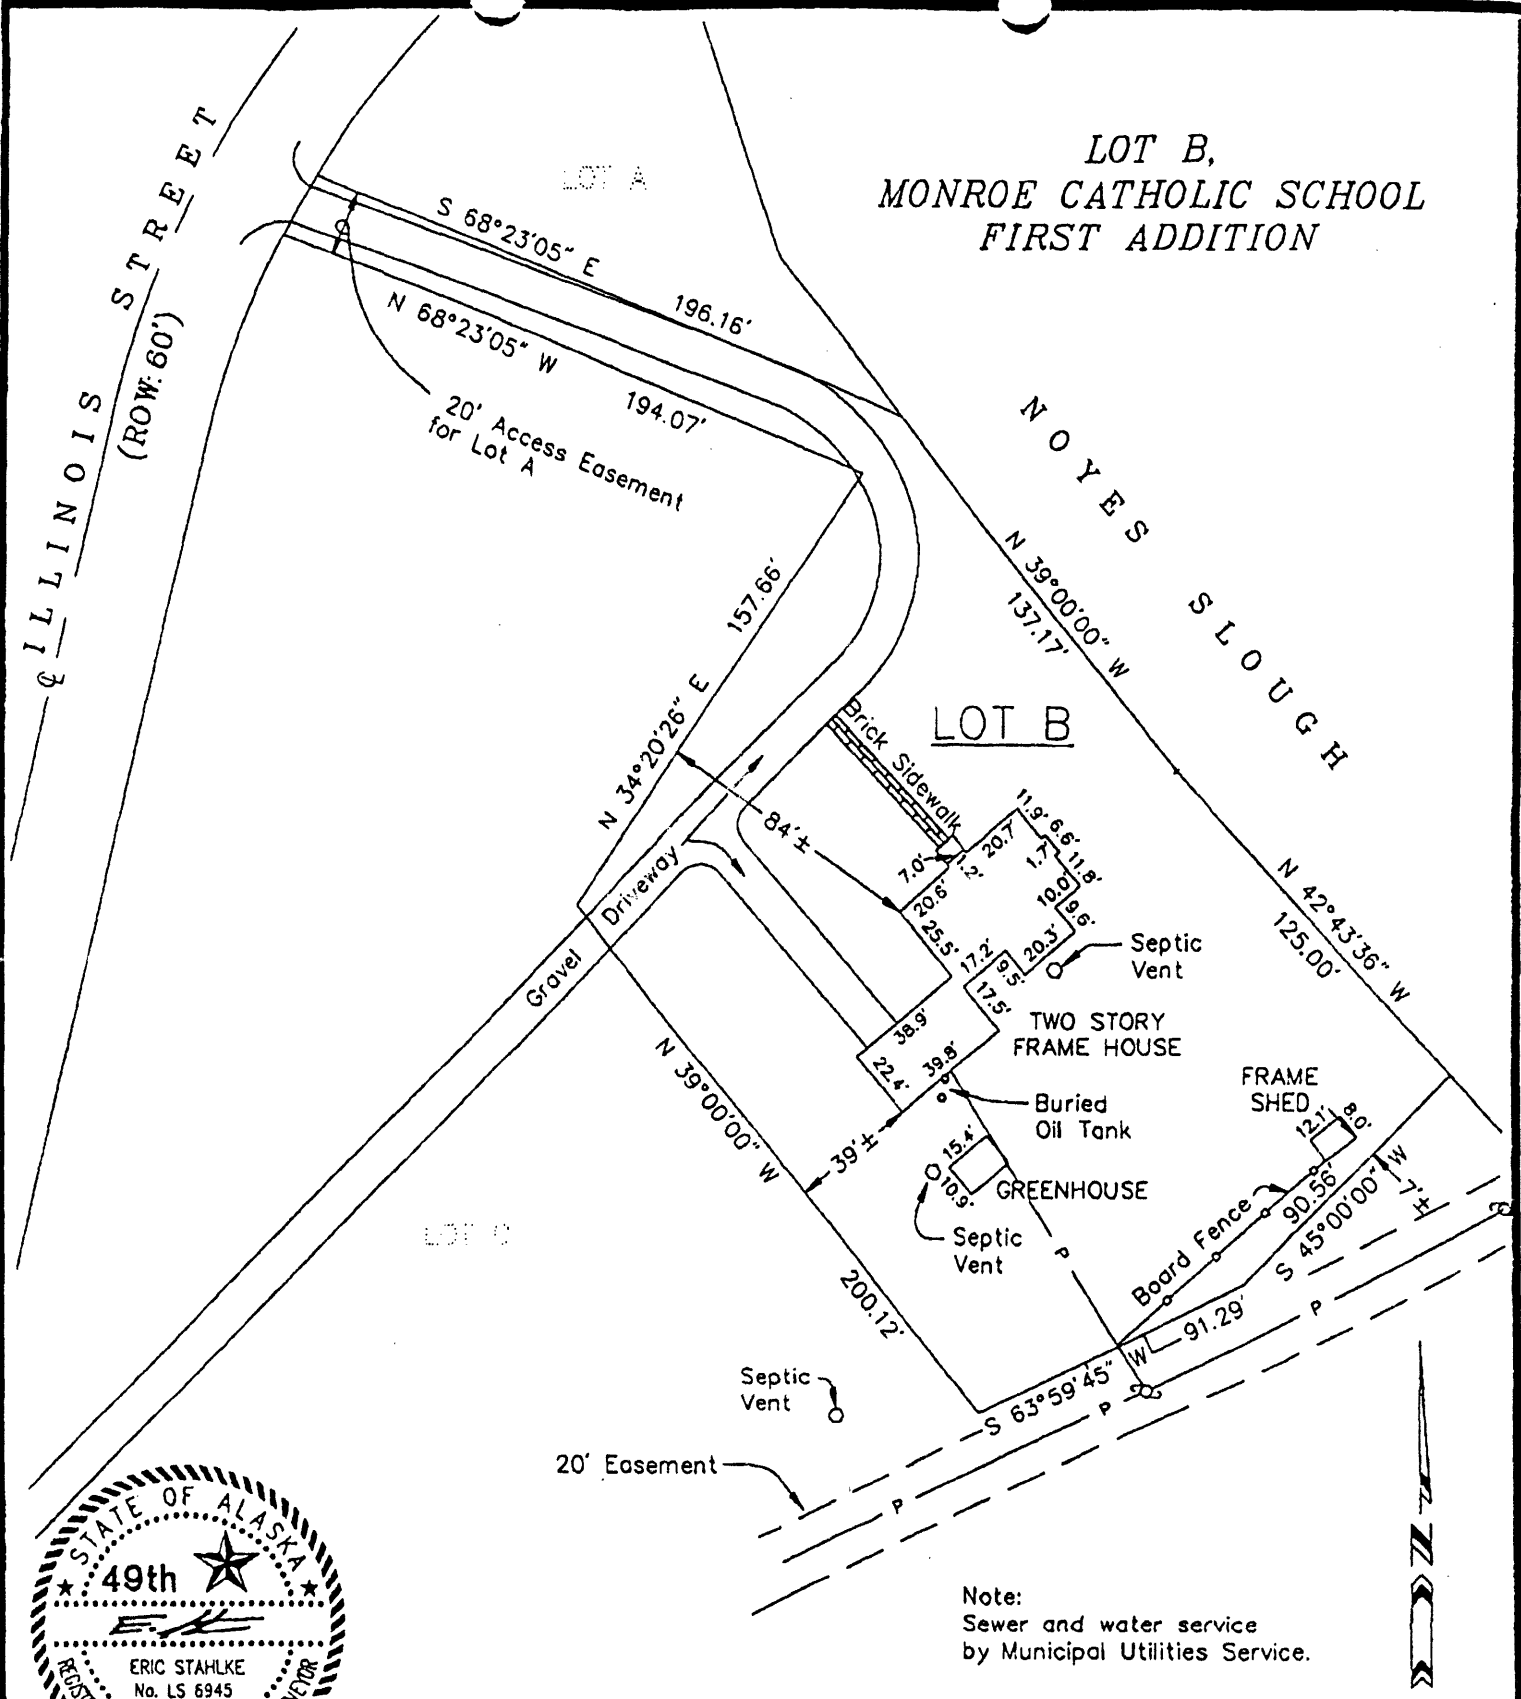 LOT B,
MONROE CATHOLIC SCHOOL
FIRST ADDITION
LOT A
℄ ILLINOIS STREET
(ROW: 60')
S 68°23'05" E
196.16'
N 68°23'05" W
194.07'
20' Access Easement
for Lot A
NOYES SLOUGH
N 39°00'00" W
137.17'
157.66'
N 34°20'26" E
LOT B
Brick Sidewalk
84'±
Gravel Driveway
11.9'
6.6'
20.7'
1.7'
11.8'
7.0'
1.2'
10.0'
20.6'
9.6'
25.5'
20.3'
17.2'
9.5'
17.5'
Septic
Vent
N 42°43'36" W
125.00'
TWO STORY
FRAME HOUSE
38.9'
39.8'
22.4'
N 39°00'00" W
200.12'
39'±
Buried
Oil Tank
FRAME
SHED
12.1'
8.0'
15.4'
10.9'
GREENHOUSE
Septic
Vent
P
Board Fence
90.56'
S 45°00'00" W
7'±
LOT C
91.29'
S 63°59'45" W
P
P
P
Septic
Vent
20' Easement
N
Note:
Sewer and water service
by Municipal Utilities Service.
STATE OF ALASKA
49th
ERIC STAHLKE
No. LS 6945